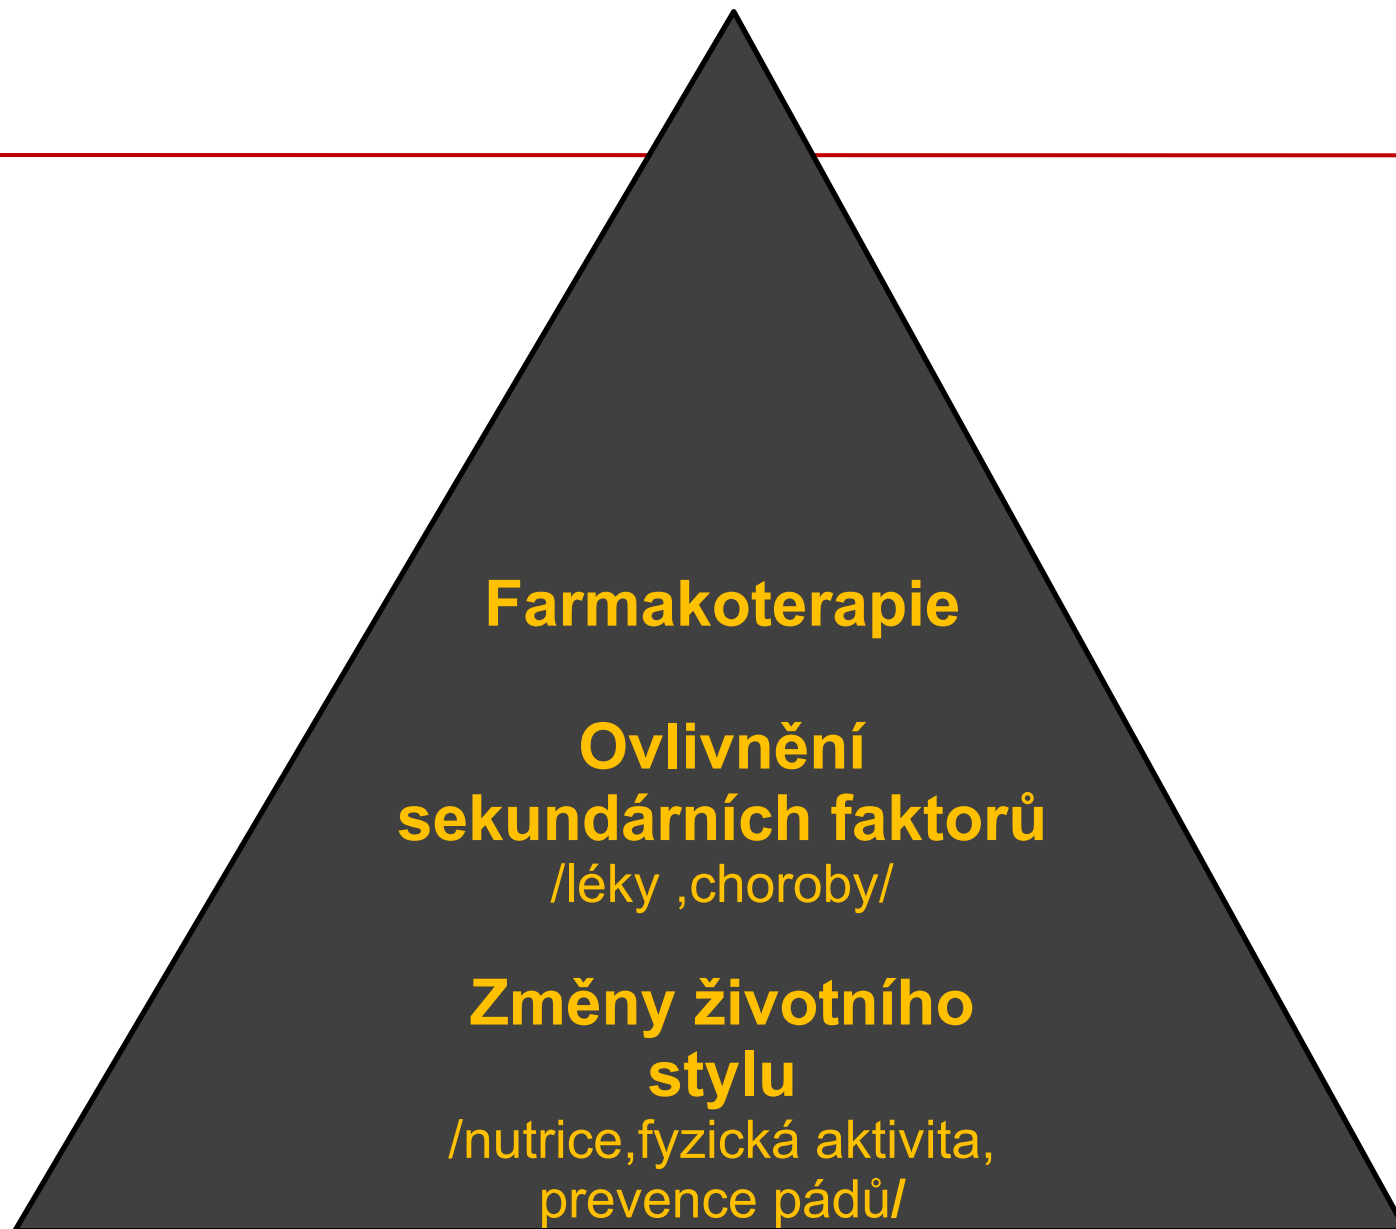 Farmakoterapie
Ovlivnění
sekundárních faktorů
/léky ,choroby/
Změny životního
stylu
/nutrice,fyzická aktivita,
prevence pádů/